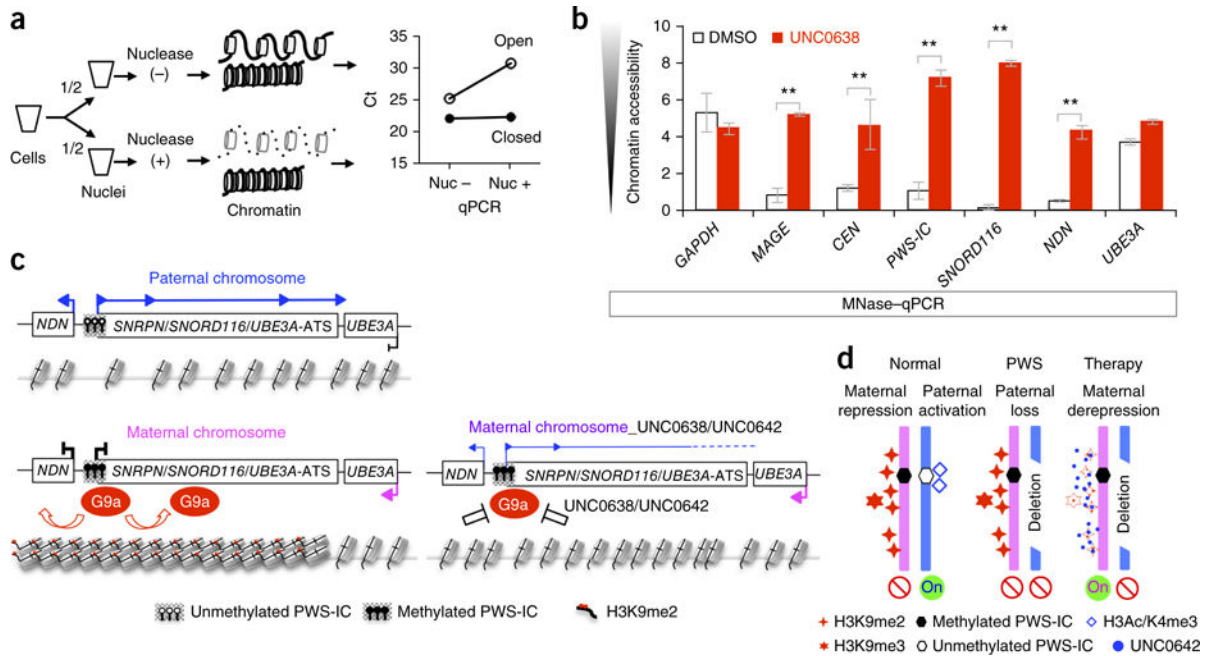 a
Cells
1/2
1/2
Nuclei
Nuclease
(–)
Nuclease
(+)
Chromatin
Ct
35
30
25
20
15
Open
Closed
Nuc –
Nuc +
qPCR
b
Chromatin accessibility
10
8
6
4
2
0
DMSO
UNC0638
**
**
**
**
**
GAPDH
MAGE
CEN
PWS-IC
SNORD116
NDN
UBE3A
MNase–qPCR
c
Paternal chromosome
NDN
SNRPN/SNORD116/UBE3A-ATS
UBE3A
Maternal chromosome
NDN
SNRPN/SNORD116/UBE3A-ATS
UBE3A
G9a
G9a
Maternal chromosome_UNC0638/UNC0642
NDN
SNRPN/SNORD116/UBE3A-ATS
UBE3A
G9a
UNC0638/UNC0642
Unmethylated PWS-IC
Methylated PWS-IC
H3K9me2
d
Normal
PWS
Therapy
Maternal
repression
Paternal
activation
Paternal
loss
Maternal
derepression
Deletion
Deletion
On
On
H3K9me2
Methylated PWS-IC
H3Ac/K4me3
H3K9me3
Unmethylated PWS-IC
UNC0642